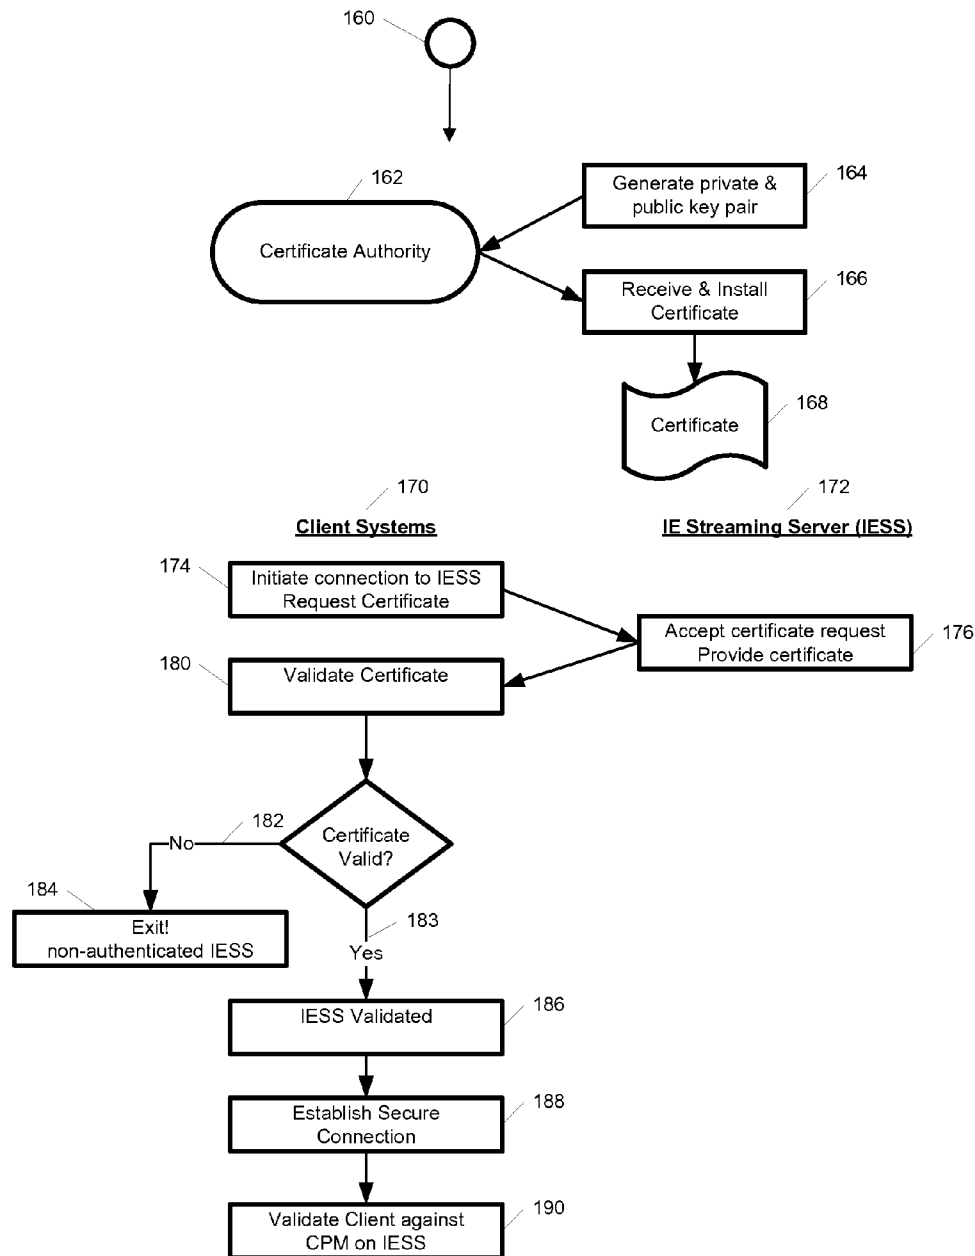 160
162
164
Generate private &
public key pair
Certificate Authority
166
Receive & Install
Certificate
168
Certificate
170
172
Client Systems
IE Streaming Server (IESS)
174
Initiate connection to IESS
Request Certificate
Accept certificate request
Provide certificate
176
180
Validate Certificate
182
No
Certificate
Valid?
184
Exit!
non-authenticated IESS
183
Yes
IESS Validated
186
Establish Secure
Connection
188
Validate Client against
CPM on IESS
190